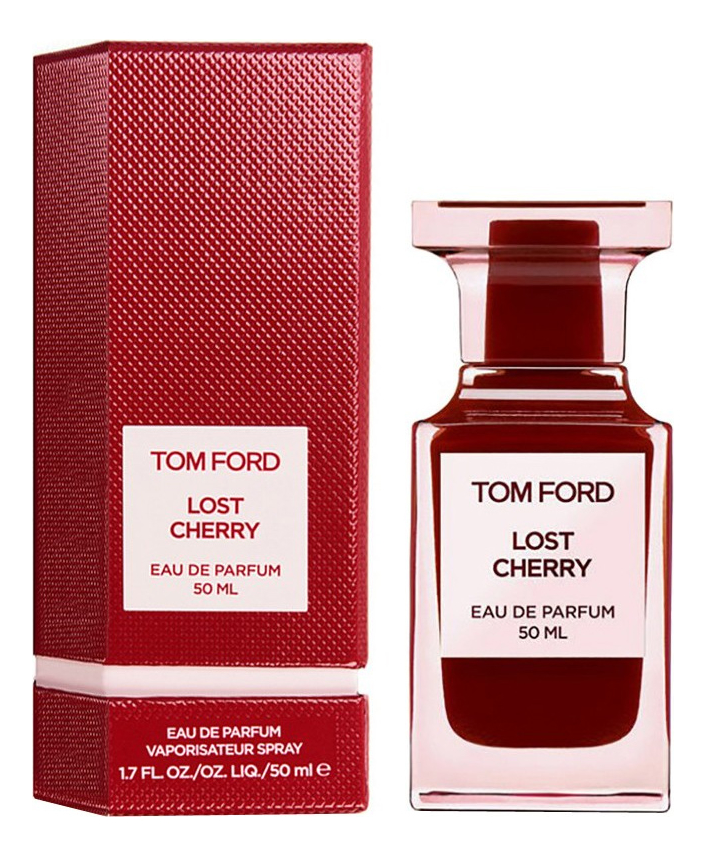 TOM FORD
LOST
CHERRY
EAU DE PARFUM
50 ML
EAU DE PARFUM
VAPORISATEUR SPRAY
1.7 FL. OZ./OZ. LIQ./50 ml e
TOM FORD
LOST
CHERRY
EAU DE PARFUM
50 ML